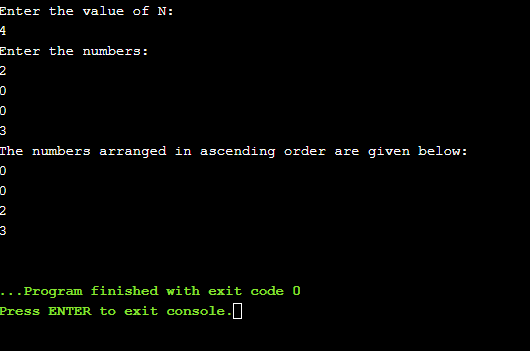 Enter the value of N:
4
Enter the numbers:
2
0
0
3
The numbers arranged in ascending order are given below:
0
0
2
3
...Program finished with exit code 0
Press ENTER to exit console.